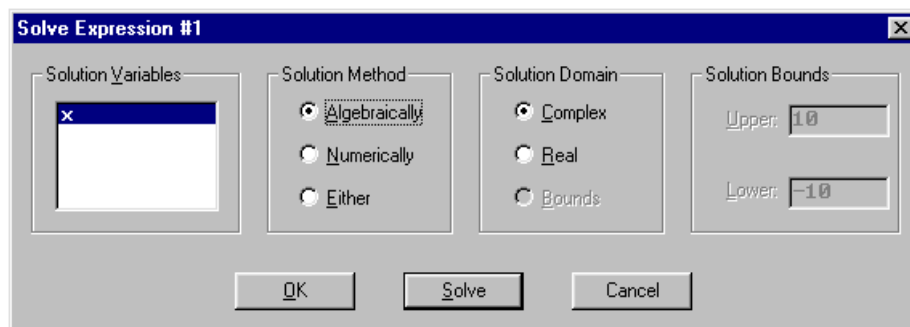 Solve Expression #1
Solution Variables
x
Solution Method
Algebraically
Numerically
Either
Solution Domain
Complex
Real
Bounds
Solution Bounds
Upper: 10
Lower: -10
OK
Solve
Cancel